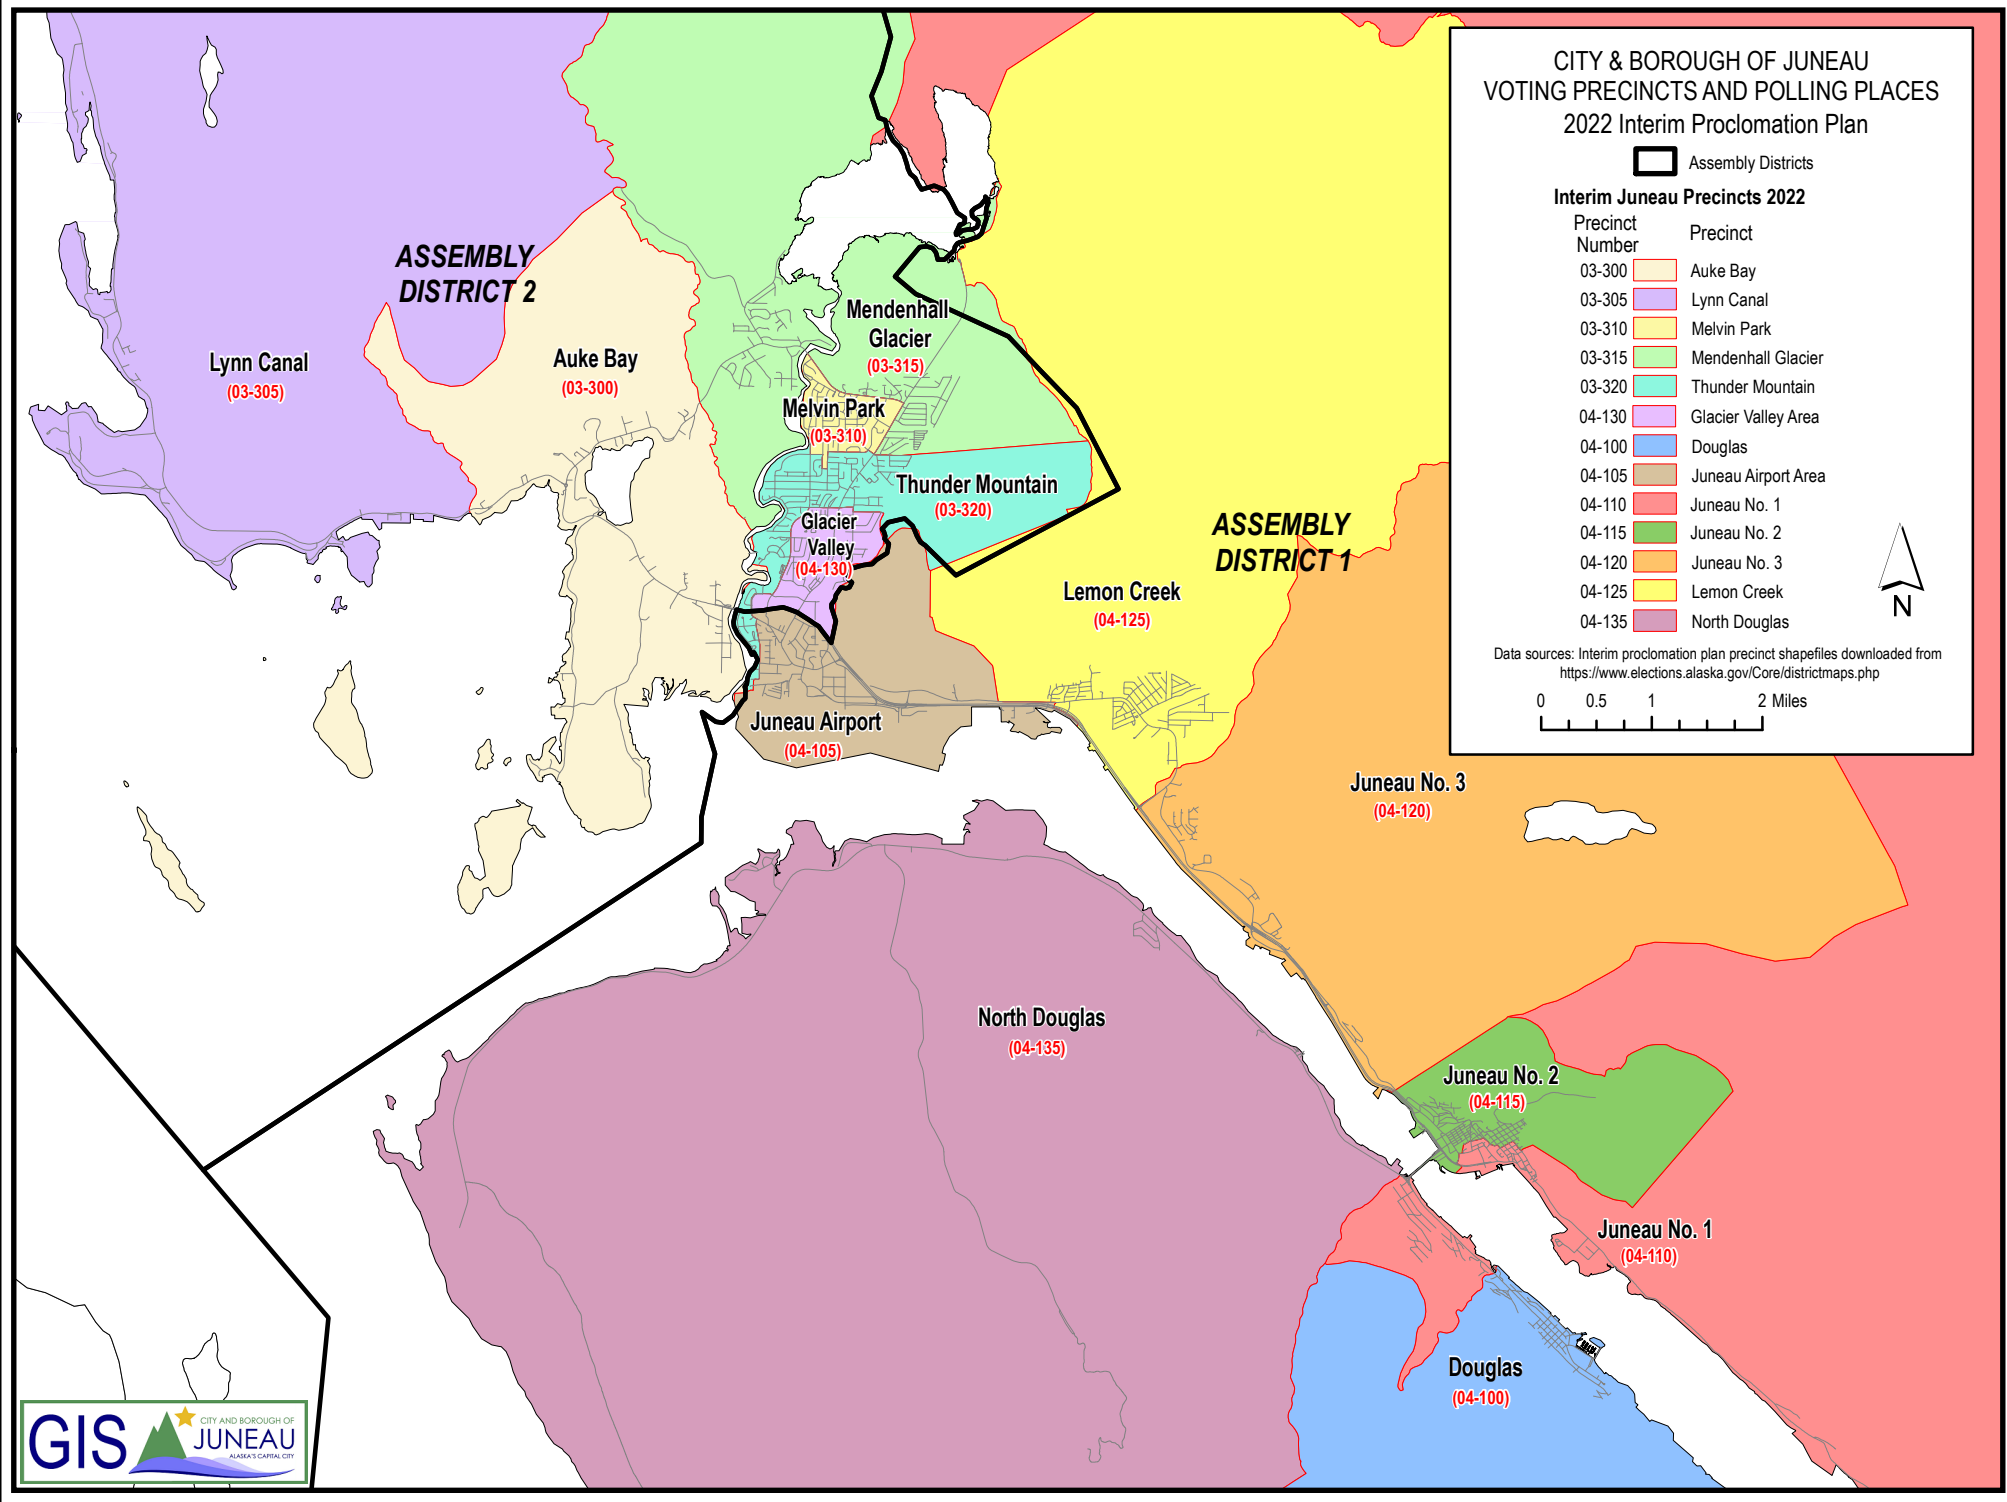 CITY & BOROUGH OF JUNEAU
VOTING PRECINCTS AND POLLING PLACES
2022 Interim Proclomation Plan
Assembly Districts
Interim Juneau Precincts 2022
Precinct Number Precinct
03-300 Auke Bay
03-305 Lynn Canal
03-310 Melvin Park
03-315 Mendenhall Glacier
03-320 Thunder Mountain
04-130 Glacier Valley Area
04-100 Douglas
04-105 Juneau Airport Area
04-110 Juneau No. 1
04-115 Juneau No. 2
04-120 Juneau No. 3
04-125 Lemon Creek
04-135 North Douglas
N
Data sources: Interim proclomation plan precinct shapefiles downloaded from
https://www.elections.alaska.gov/Core/districtmaps.php
0 0.5 1 2 Miles
ASSEMBLY
DISTRICT 2
Lynn Canal
(03-305)
Auke Bay
(03-300)
Mendenhall
Glacier
(03-315)
Melvin Park
(03-310)
Thunder Mountain
(03-320)
Glacier
Valley
(04-130)
ASSEMBLY
DISTRICT 1
Lemon Creek
(04-125)
Juneau Airport
(04-105)
Juneau No. 3
(04-120)
North Douglas
(04-135)
Juneau No. 2
(04-115)
Juneau No. 1
(04-110)
Douglas
(04-100)
GIS
CITY AND BOROUGH OF
JUNEAU
ALASKA'S CAPITAL CITY